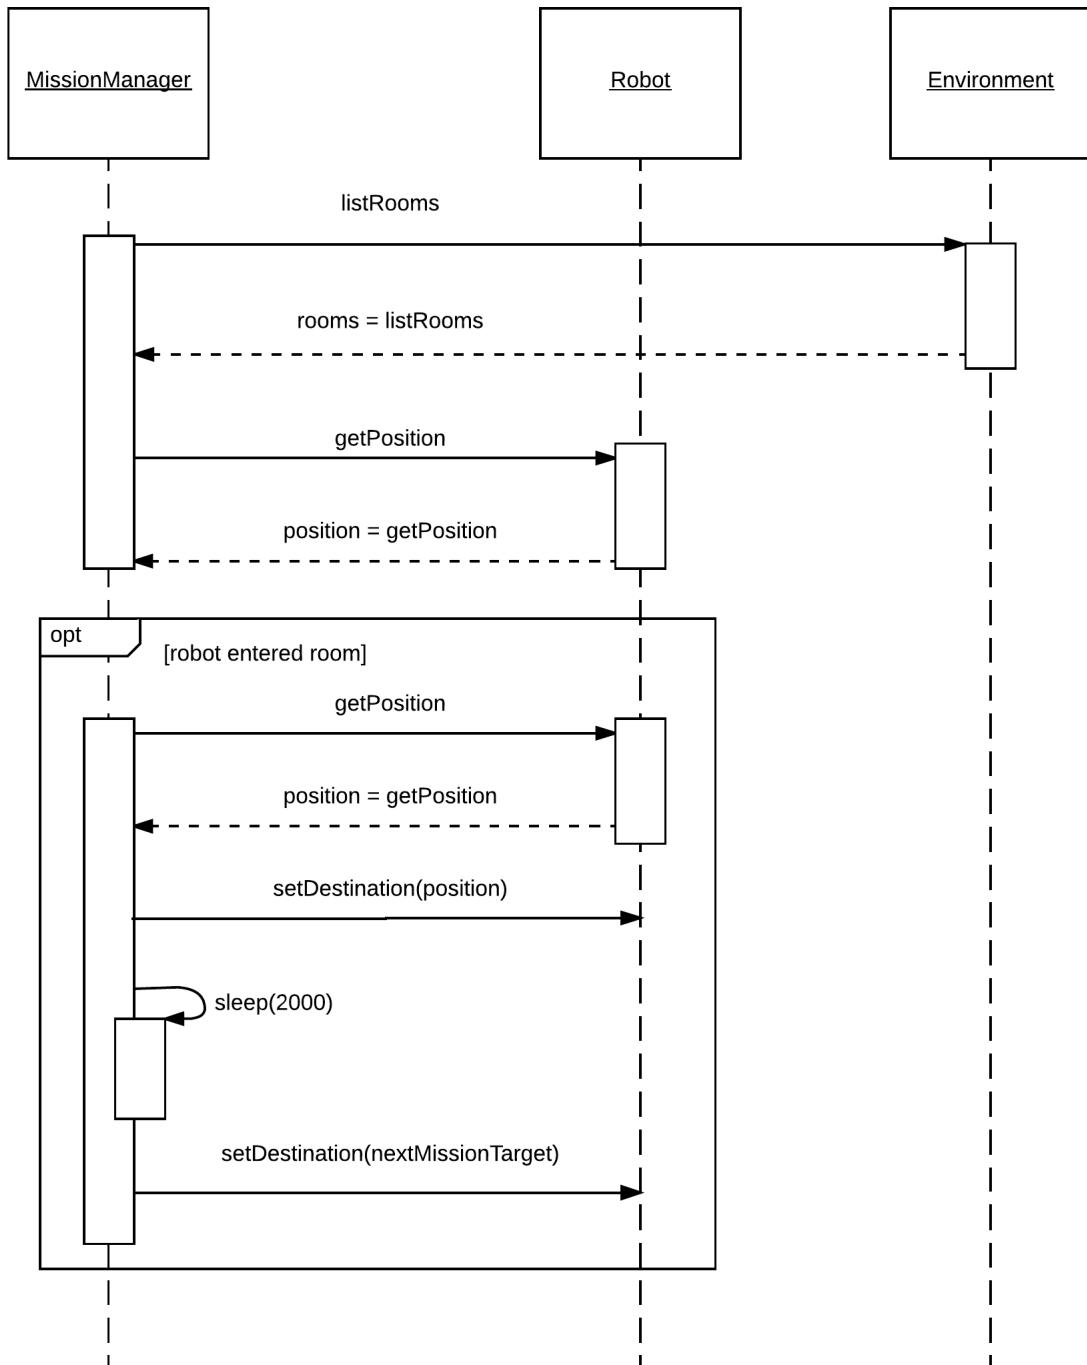 MissionManager
Robot
Environment
listRooms
rooms = listRooms
getPosition
position = getPosition
opt
[robot entered room]
getPosition
position = getPosition
setDestination(position)
sleep(2000)
setDestination(nextMissionTarget)